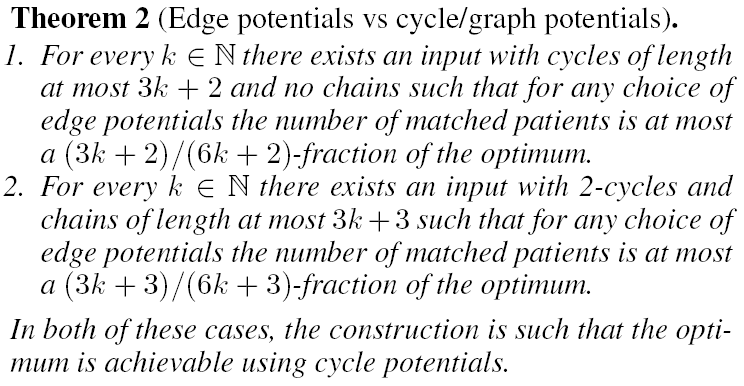 Theorem 2 (Edge potentials vs cycle/graph potentials).
1. For every k ∈ ℕ there exists an input with cycles of length
at most 3k + 2 and no chains such that for any choice of
edge potentials the number of matched patients is at most
a (3k + 2)/(6k + 2)-fraction of the optimum.
2. For every k ∈ ℕ there exists an input with 2-cycles and
chains of length at most 3k + 3 such that for any choice of
edge potentials the number of matched patients is at most
a (3k + 3)/(6k + 3)-fraction of the optimum.
In both of these cases, the construction is such that the opti-
mum is achievable using cycle potentials.